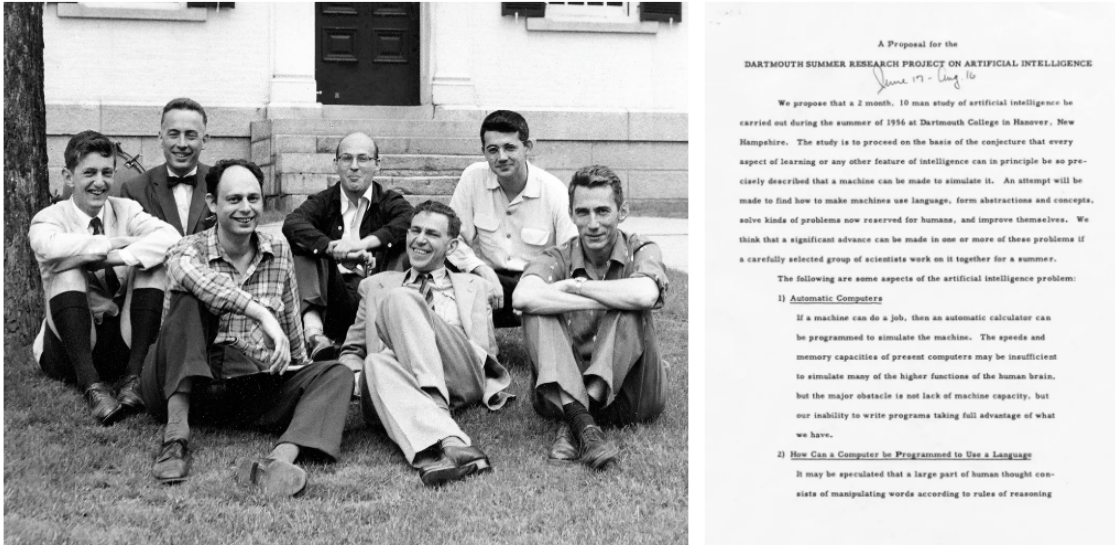 A Proposal for the
DARTMOUTH SUMMER RESEARCH PROJECT ON ARTIFICIAL INTELLIGENCE
June 17 - Aug. 16
We propose that a 2 month, 10 man study of artificial intelligence be
carried out during the summer of 1956 at Dartmouth College in Hanover, New
Hampshire. The study is to proceed on the basis of the conjecture that every
aspect of learning or any other feature of intelligence can in principle be so pre-
cisely described that a machine can be made to simulate it. An attempt will be
made to find how to make machines use language, form abstractions and concepts,
solve kinds of problems now reserved for humans, and improve themselves. We
think that a significant advance can be made in one or more of these problems if
a carefully selected group of scientists work on it together for a summer.
The following are some aspects of the artificial intelligence problem:
1) Automatic Computers
If a machine can do a job, then an automatic calculator can
be programmed to simulate the machine. The speeds and
memory capacities of present computers may be insufficient
to simulate many of the higher functions of the human brain,
but the major obstacle is not lack of machine capacity, but
our inability to write programs taking full advantage of what
we have.
2) How Can a Computer be Programmed to Use a Language
It may be speculated that a large part of human thought con-
sists of manipulating words according to rules of reasoning